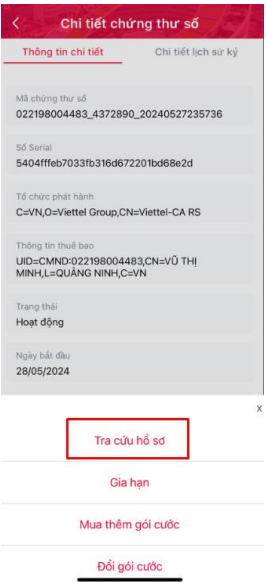 Chi tiết chứng thư số
Thông tin chi tiết
Chi tiết lịch sử ký
Mã chứng thư số
022198004483_4372890_20240527235736
Số Serial
5404fffeb7033fb316d672201bd68e2d
Tổ chức phát hành
C=VN,O=Viettel Group,CN=Viettel-CA RS
Thông tin thuê bao
UID=CMND:022198004483,CN=VŨ THỊ
MINH,L=QUẢNG NINH,C=VN
Trạng thái
Hoạt động
Ngày bắt đầu
28/05/2024
X
Tra cứu hồ sơ
Gia hạn
Mua thêm gói cước
Đổi gói cước